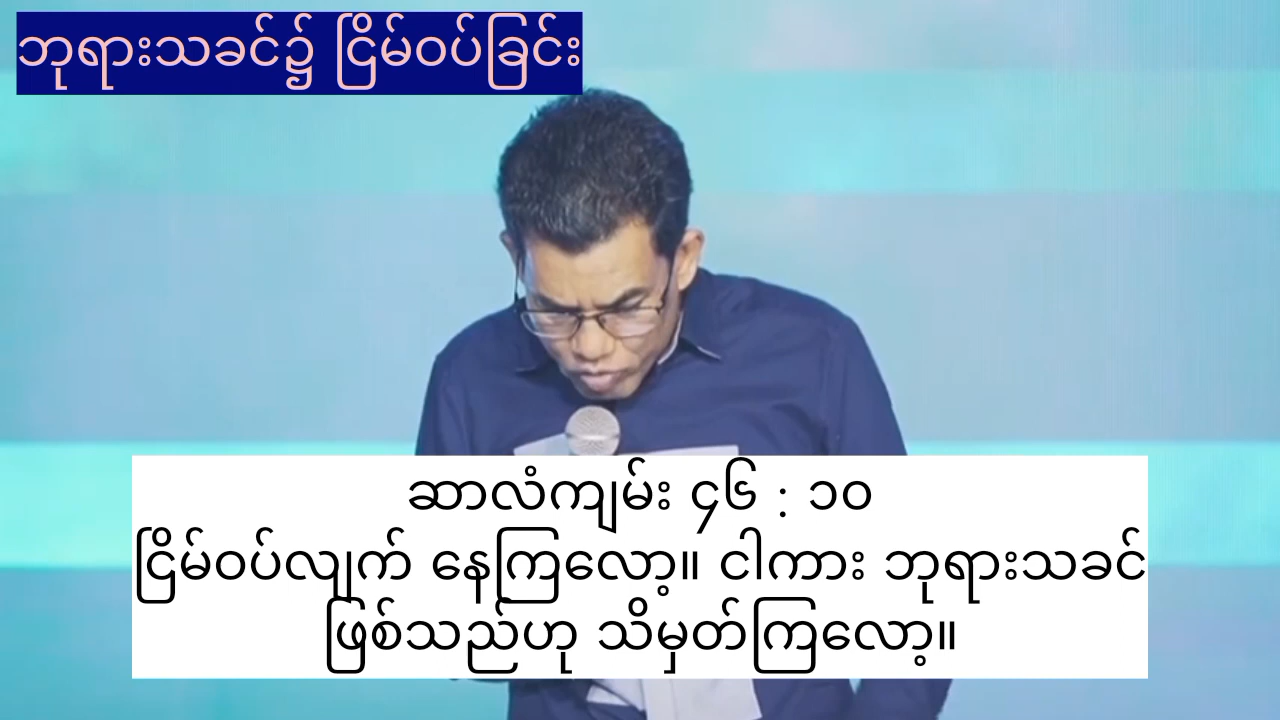 ဘုရားသခင်၌ ငြိမ်ဝပ်ခြင်း
ဆာလံကျမ်း ၄၆ : ၁၀
ငြိမ်ဝပ်လျက် နေကြလော့။ ငါကား ဘုရားသခင်
ဖြစ်သည်ဟု သိမှတ်ကြလော့။